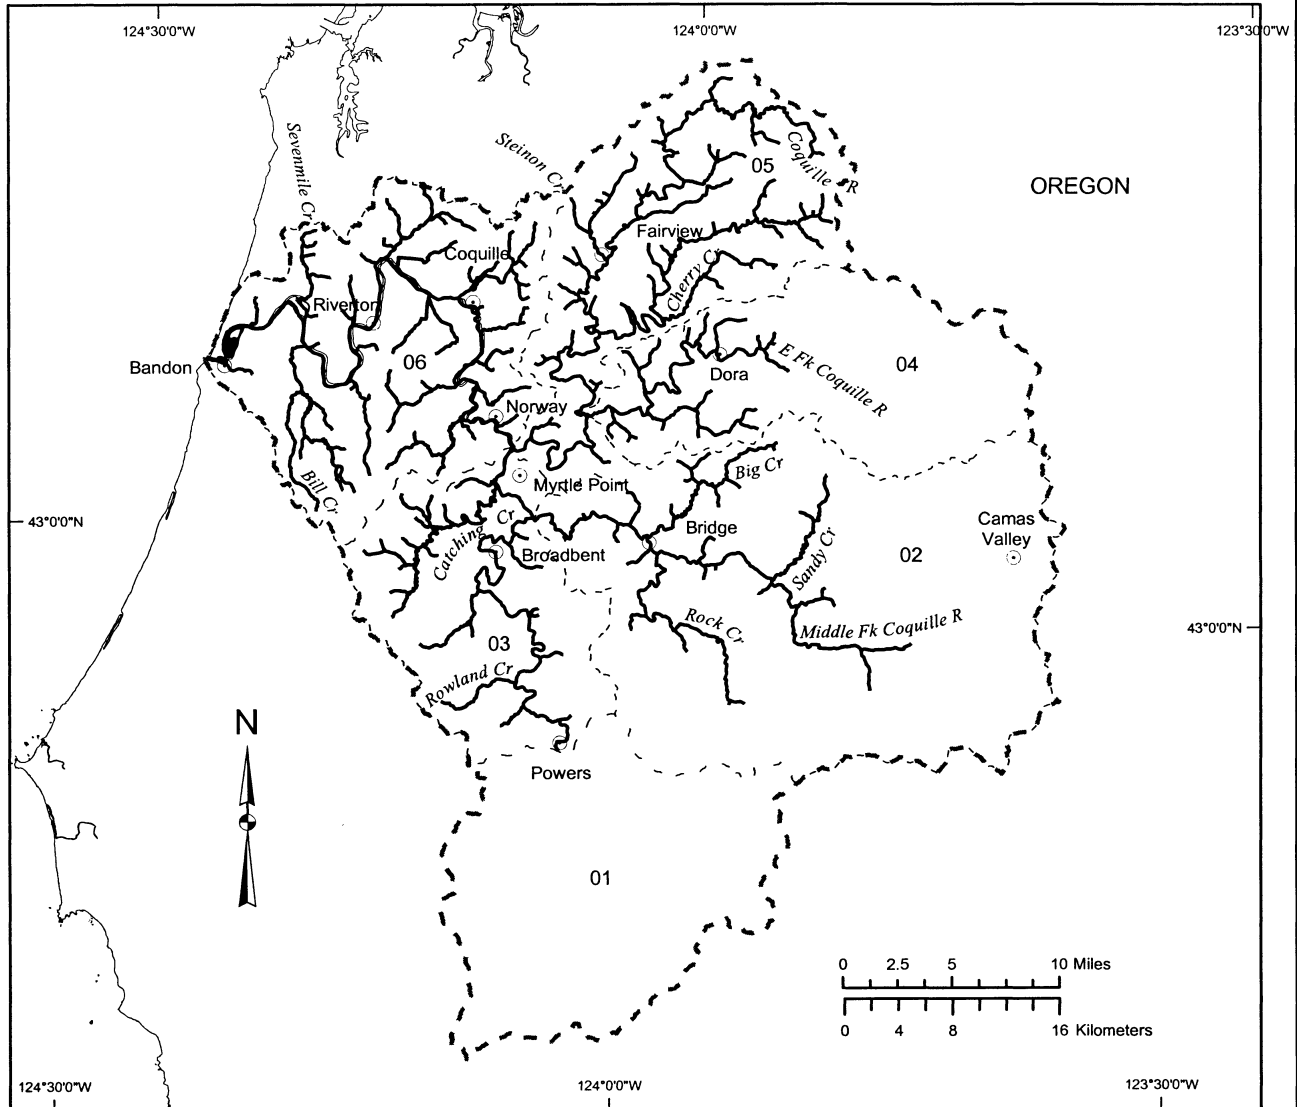 124°30'0"W
124°0'0"W
123°30'0"W
Sevenmile Cr
Steinon Cr
Coquille R
05
OREGON
Fairview
Coquille
Cherry Cr
Riverton
06
04
Bandon
Dora
E Fk Coquille R
Norway
Big Cr
Myrtle Point
Bill Cr
43°0'0"N
Catching Cr
Bridge
Camas
Valley
Broadbent
02
Sandy Cr
Rock Cr
Middle Fk Coquille R
43°0'0"N
03
Rowland Cr
N
Powers
01
0 2.5 5 10 Miles
0 4 8 16 Kilometers
124°30'0"W
124°0'0"W
123°30'0"W